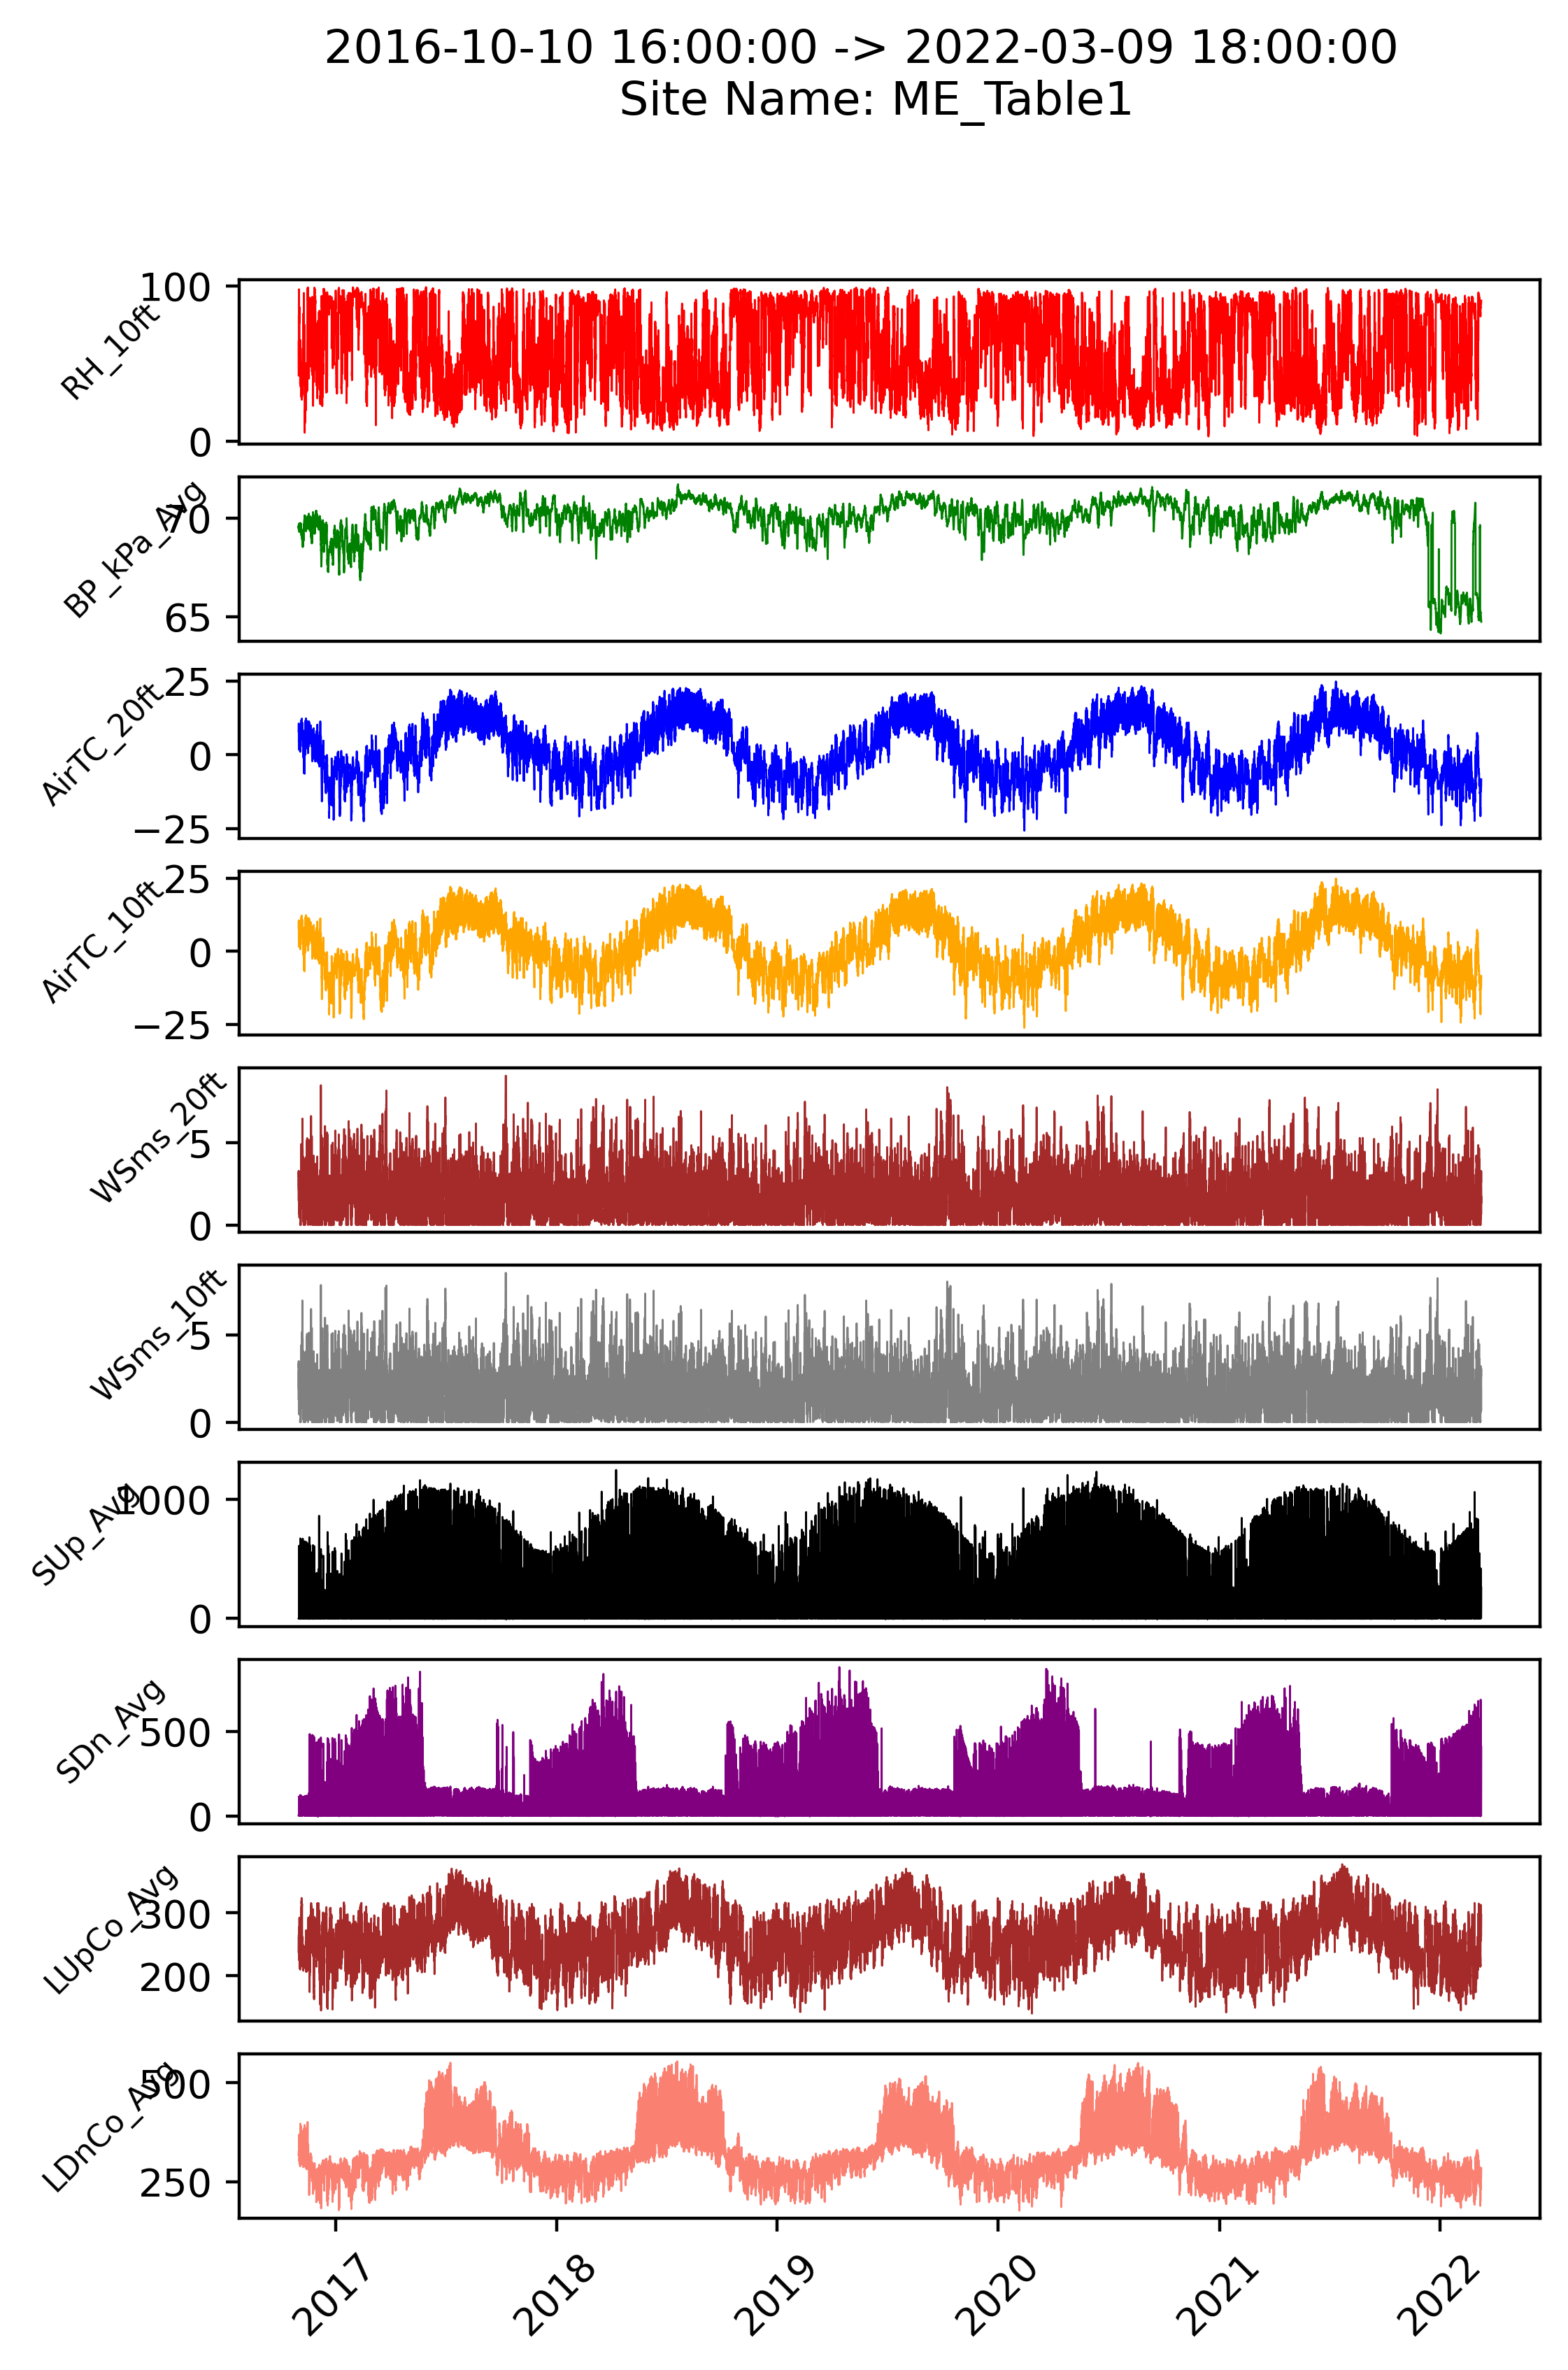 2016-10-10 16:00:00 -> 2022-03-09 18:00:00
Site Name: ME_Table1
RH_10ft
100
0
BP_kPa_Avg
70
65
AirTC_20ft
25
0
−25
AirTC_10ft
25
0
−25
WSms_20ft
5
0
WSms_10ft
5
0
SUp_Avg
1000
0
SDn_Avg
500
0
LUpCo_Avg
300
200
LDnCo_Avg
500
250
2017 2018 2019 2020 2021 2022